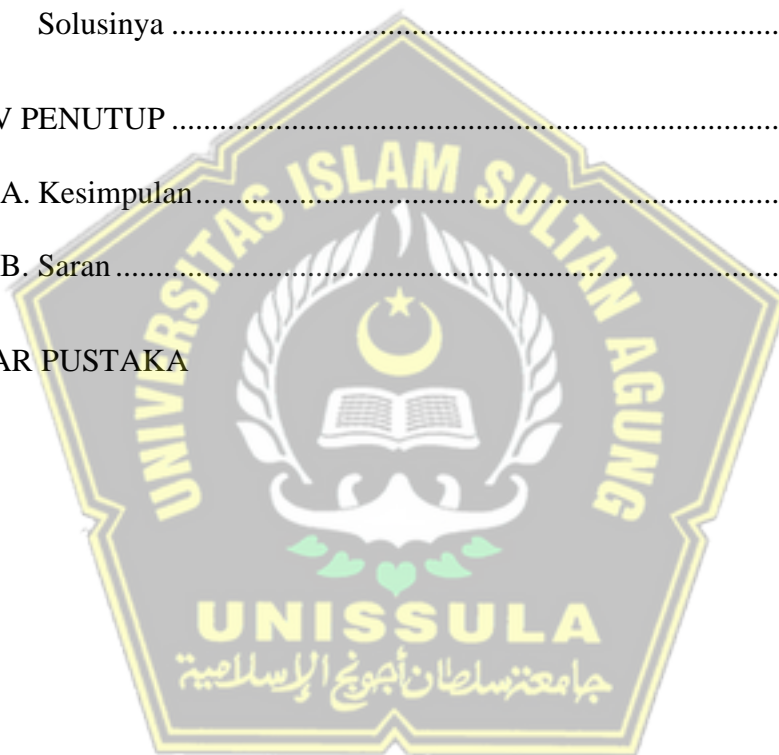 Solusinya ............................................................................
V PENUTUP ............................................................................
A. Kesimpulan.........................................................................
B. Saran ..................................................................................
AR PUSTAKA
UNIVERSITAS ISLAM SULTAN AGUNG
UNISSULA
جامعة سلطان أجونج الإسلامية